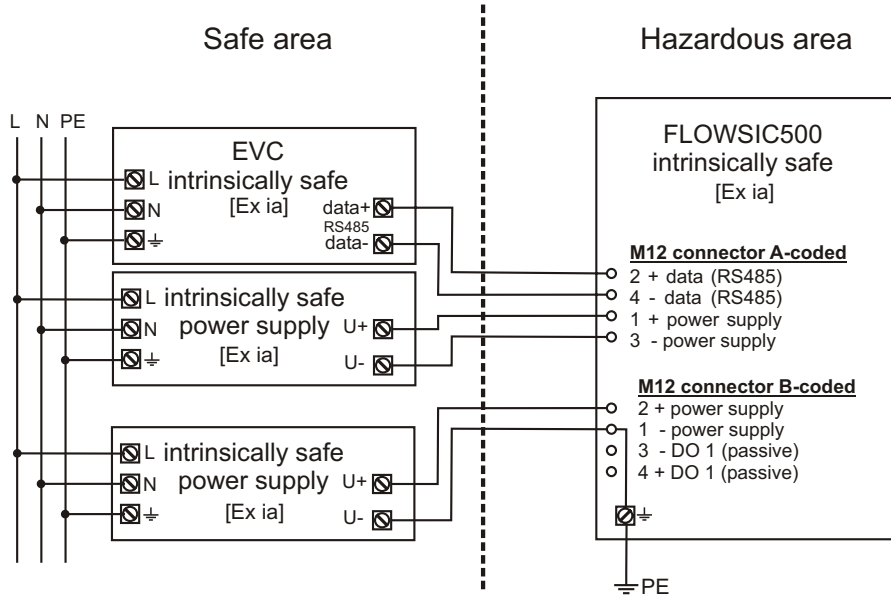 Safe area
Hazardous area
L N PE
EVC
intrinsically safe
[Ex ia]
L
N
data+
RS485
data-
intrinsically safe
power supply
[Ex ia]
L
N
U+
U-
intrinsically safe
power supply
[Ex ia]
L
N
U+
U-
FLOWSIC500
intrinsically safe
[Ex ia]
M12 connector A-coded
2 + data (RS485)
4 - data (RS485)
1 + power supply
3 - power supply
M12 connector B-coded
2 + power supply
1 - power supply
3 - DO 1 (passive)
4 + DO 1 (passive)
PE